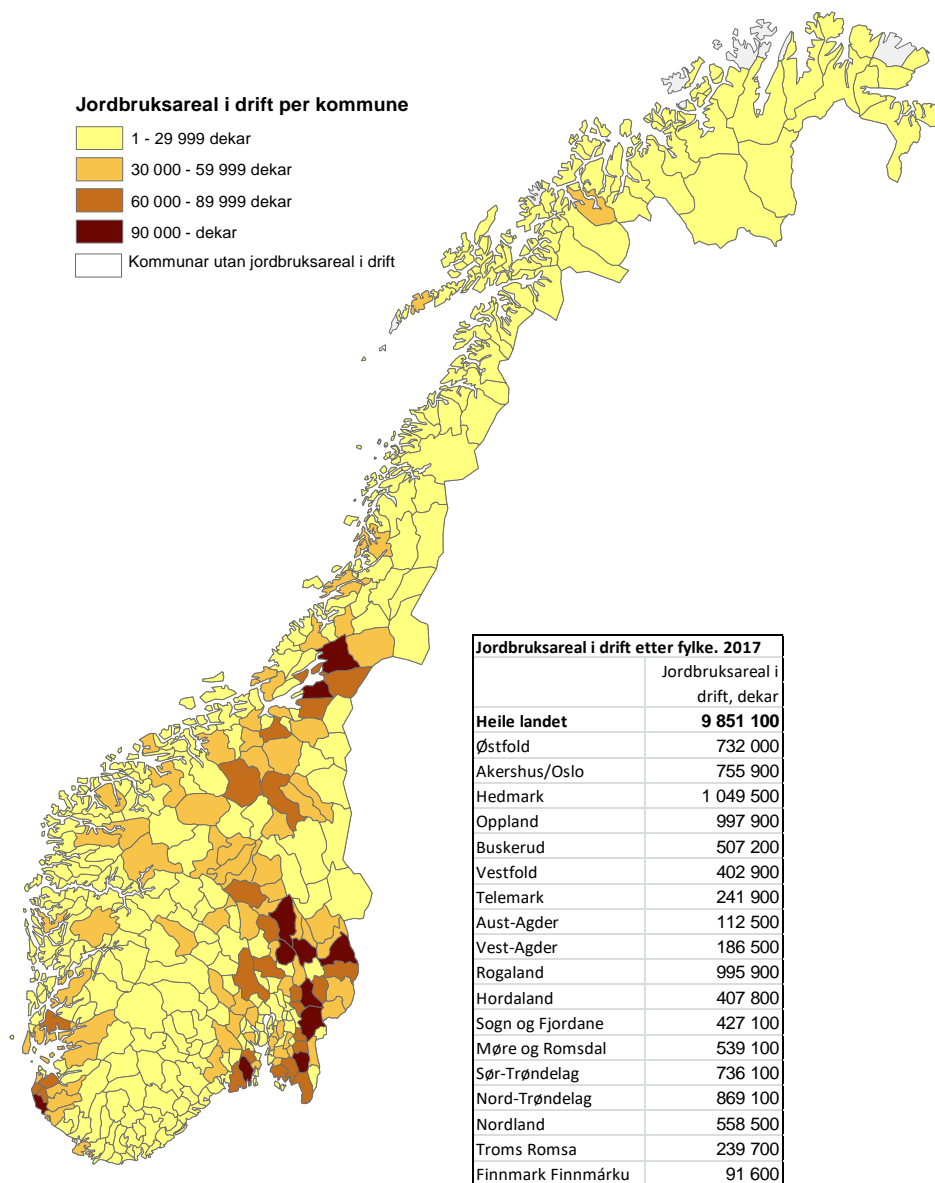 Jordbruksareal i drift per kommune
1 - 29 999 dekar
30 000 - 59 999 dekar
60 000 - 89 999 dekar
90 000 - dekar
Kommunar utan jordbruksareal i drift
Jordbruksareal i drift etter fylke. 2017
Jordbruksareal i
drift, dekar
Heile landet 9 851 100
Østfold 732 000
Akershus/Oslo 755 900
Hedmark 1 049 500
Oppland 997 900
Buskerud 507 200
Vestfold 402 900
Telemark 241 900
Aust-Agder 112 500
Vest-Agder 186 500
Rogaland 995 900
Hordaland 407 800
Sogn og Fjordane 427 100
Møre og Romsdal 539 100
Sør-Trøndelag 736 100
Nord-Trøndelag 869 100
Nordland 558 500
Troms Romsa 239 700
Finnmark Finnmárku 91 600